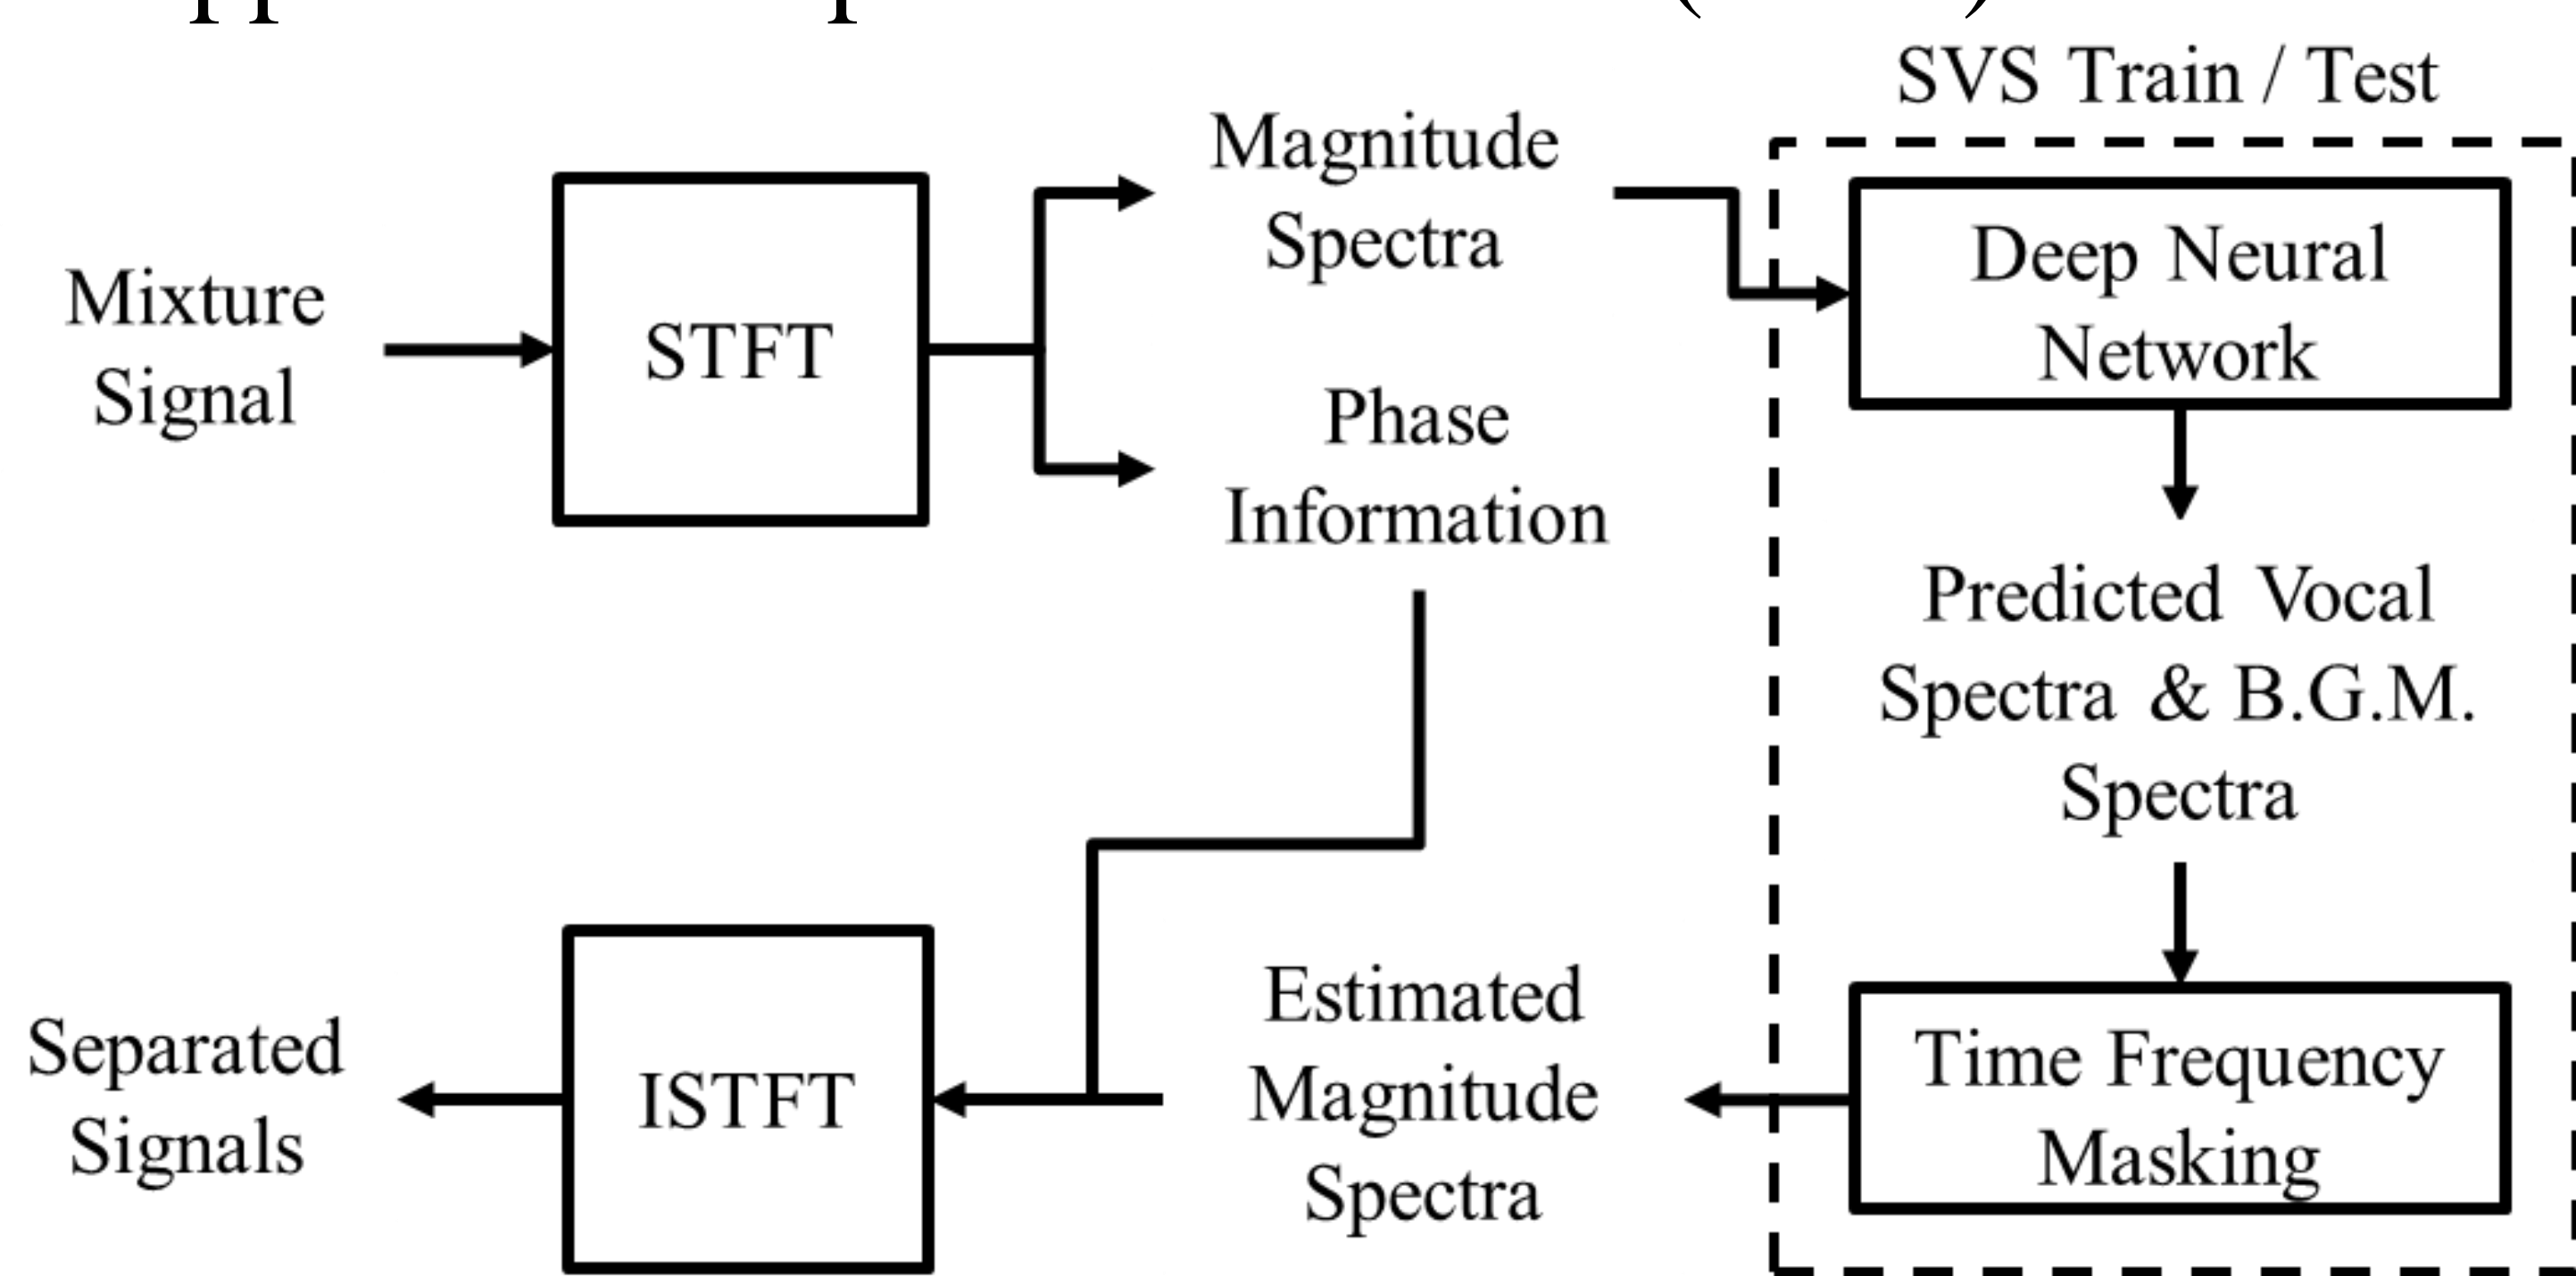 SVS Train / Test
Mixture
Signal
STFT
Magnitude
Spectra
Phase
Information
Deep Neural
Network
Predicted Vocal
Spectra & B.G.M.
Spectra
Time Frequency
Masking
Estimated
Magnitude
Spectra
ISTFT
Separated
Signals